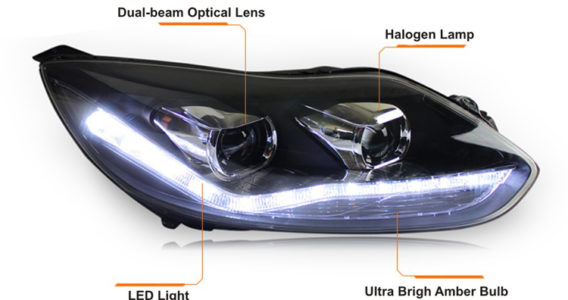 Dual-beam Optical Lens
Halogen Lamp
LED Light
Ultra Brigh Amber Bulb